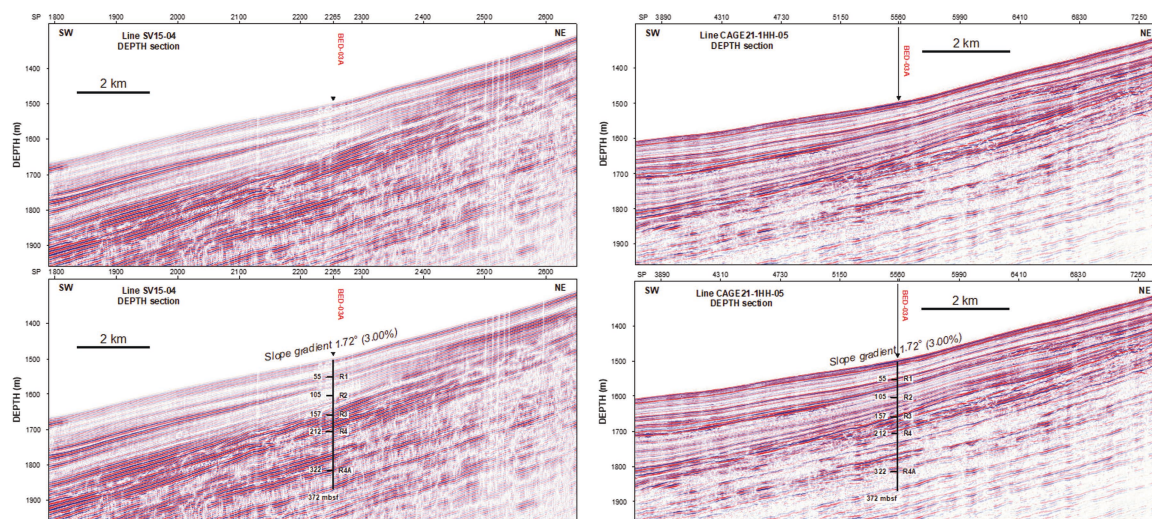 SP 1800 1900 2000 2100 2200 2265 2300 2400 2500 2600
SW Line SV15-04 NE
DEPTH section
BED-03A
2 km
DEPTH (m)
1400
1500
1600
1700
1800
1900
SP 3890 4310 4730 5150 5560 5990 6410 6830 7250
SW Line CAGE21-1HH-05 NE
DEPTH section
BED-03A
2 km
DEPTH (m)
1400
1500
1600
1700
1800
1900
SP 1800 1900 2000 2100 2200 2265 2300 2400 2500 2600
SW Line SV15-04 NE
DEPTH section
BED-03A
2 km
Slope gradient 1.72° (3.00%)
DEPTH (m)
1400
1500
1600
1700
1800
1900
55 R1
105 R2
157 R3
212 R4
322 R4A
372 mbsf
SP 3890 4310 4730 5150 5560 5990 6410 6830 7250
SW Line CAGE21-1HH-05 NE
DEPTH section
BED-03A
2 km
Slope gradient 1.72° (3.00%)
DEPTH (m)
1400
1500
1600
1700
1800
1900
55 R1
105 R2
157 R3
212 R4
322 R4A
372 mbsf